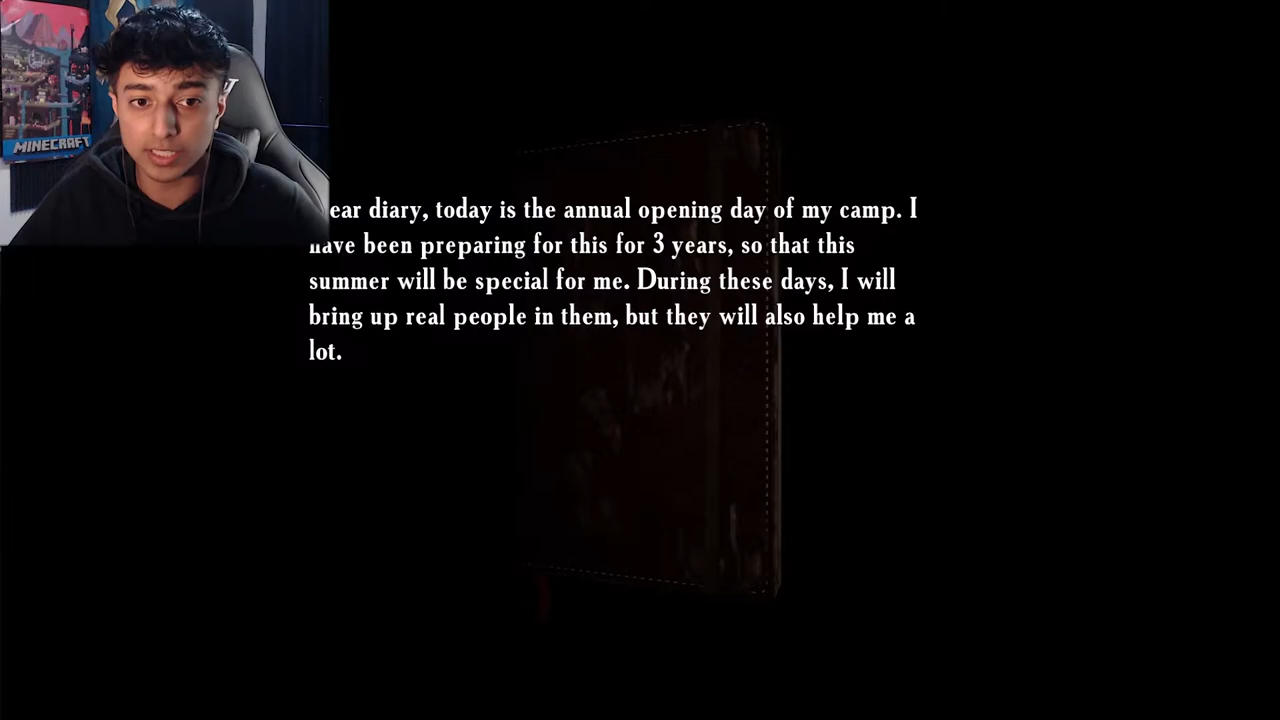 MINECRAFT
ear diary, today is the annual opening day of my camp. I
have been preparing for this for 3 years, so that this
summer will be special for me. During these days, I will
bring up real people in them, but they will also help me a
lot.